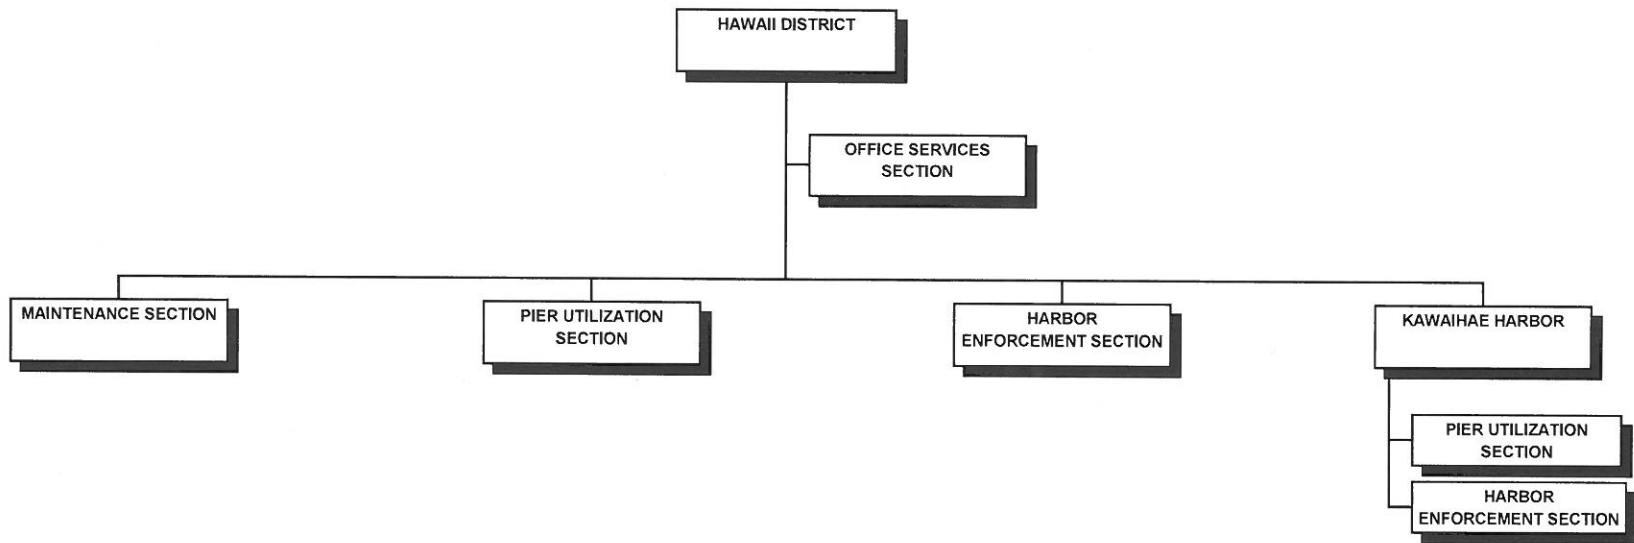 HAWAII DISTRICT
OFFICE SERVICES
SECTION
MAINTENANCE SECTION
PIER UTILIZATION
SECTION
HARBOR
ENFORCEMENT SECTION
KAWAIHAE HARBOR
PIER UTILIZATION
SECTION
HARBOR
ENFORCEMENT SECTION